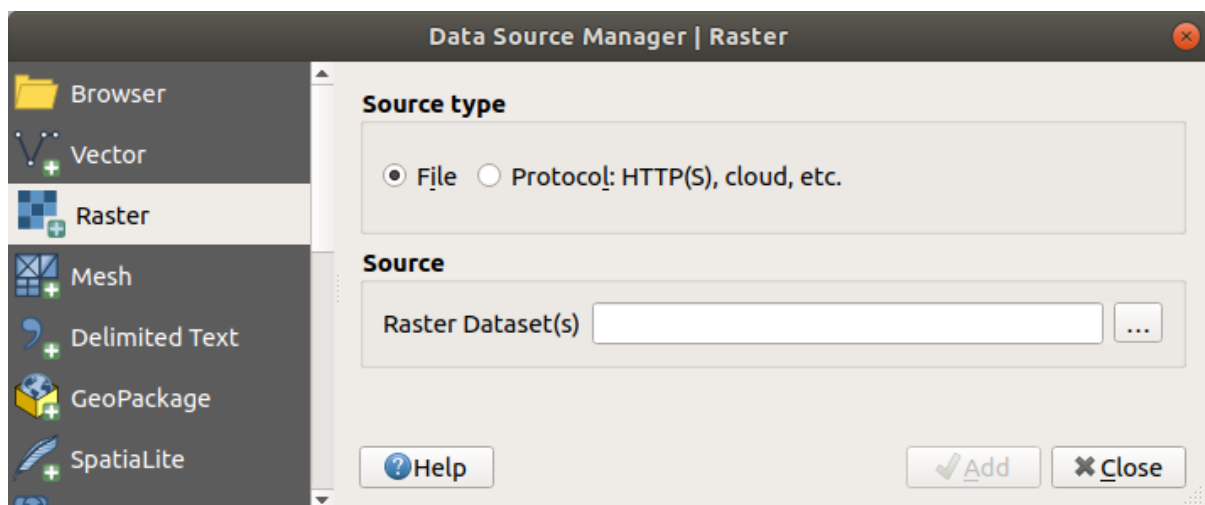 Data Source Manager | Raster
Browser
Vector
Raster
Mesh
Delimited Text
GeoPackage
SpatiaLite
Source type
File
Protocol: HTTP(S), cloud, etc.
Source
Raster Dataset(s)
...
Help
Add
Close